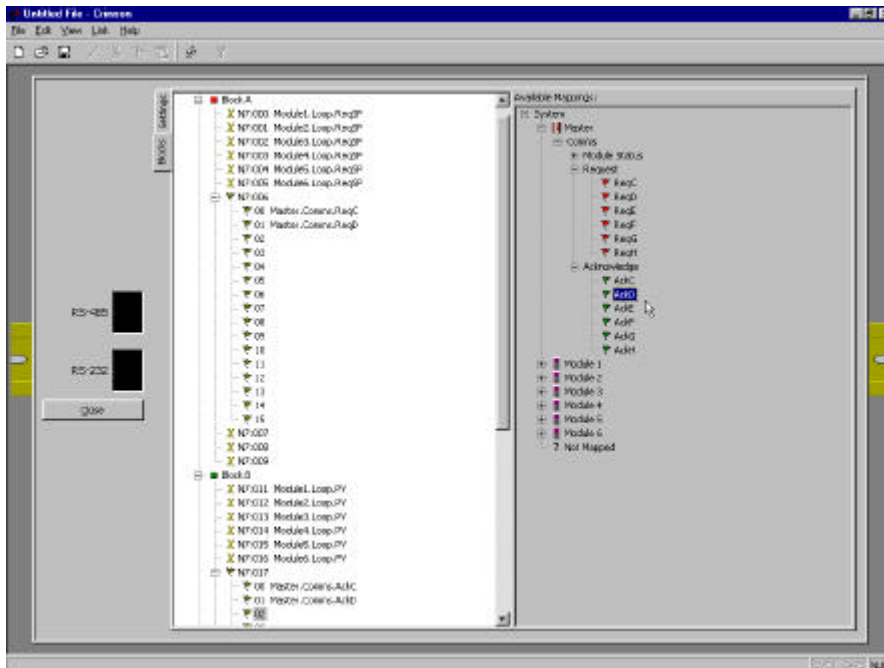 Untitled File - Crimson
File Edit View Link Help
Settings
Blocks
RS-485
RS-232
Close
Block A
N7:000 Module1.Loop.ReqSP
N7:001 Module2.Loop.ReqSP
N7:002 Module3.Loop.ReqSP
N7:003 Module4.Loop.ReqSP
N7:004 Module5.Loop.ReqSP
N7:005 Module6.Loop.ReqSP
N7:006
00 Master.Comms.ReqC
01 Master.Comms.ReqD
02
03
04
05
06
07
08
09
10
11
12
13
14
15
N7:007
N7:008
N7:009
Block B
N7:011 Module1.Loop.PV
N7:012 Module2.Loop.PV
N7:013 Module3.Loop.PV
N7:014 Module4.Loop.PV
N7:015 Module5.Loop.PV
N7:016 Module6.Loop.PV
N7:017
00 Master.Comms.AckC
01 Master.Comms.AckD
02
Available Mappings:
System
Master
Comms
Module Status
Request
ReqC
ReqD
ReqE
ReqF
ReqG
ReqH
Acknowledge
AckC
AckD
AckE
AckF
AckG
AckH
Module 1
Module 2
Module 3
Module 4
Module 5
Module 6
? Not Mapped